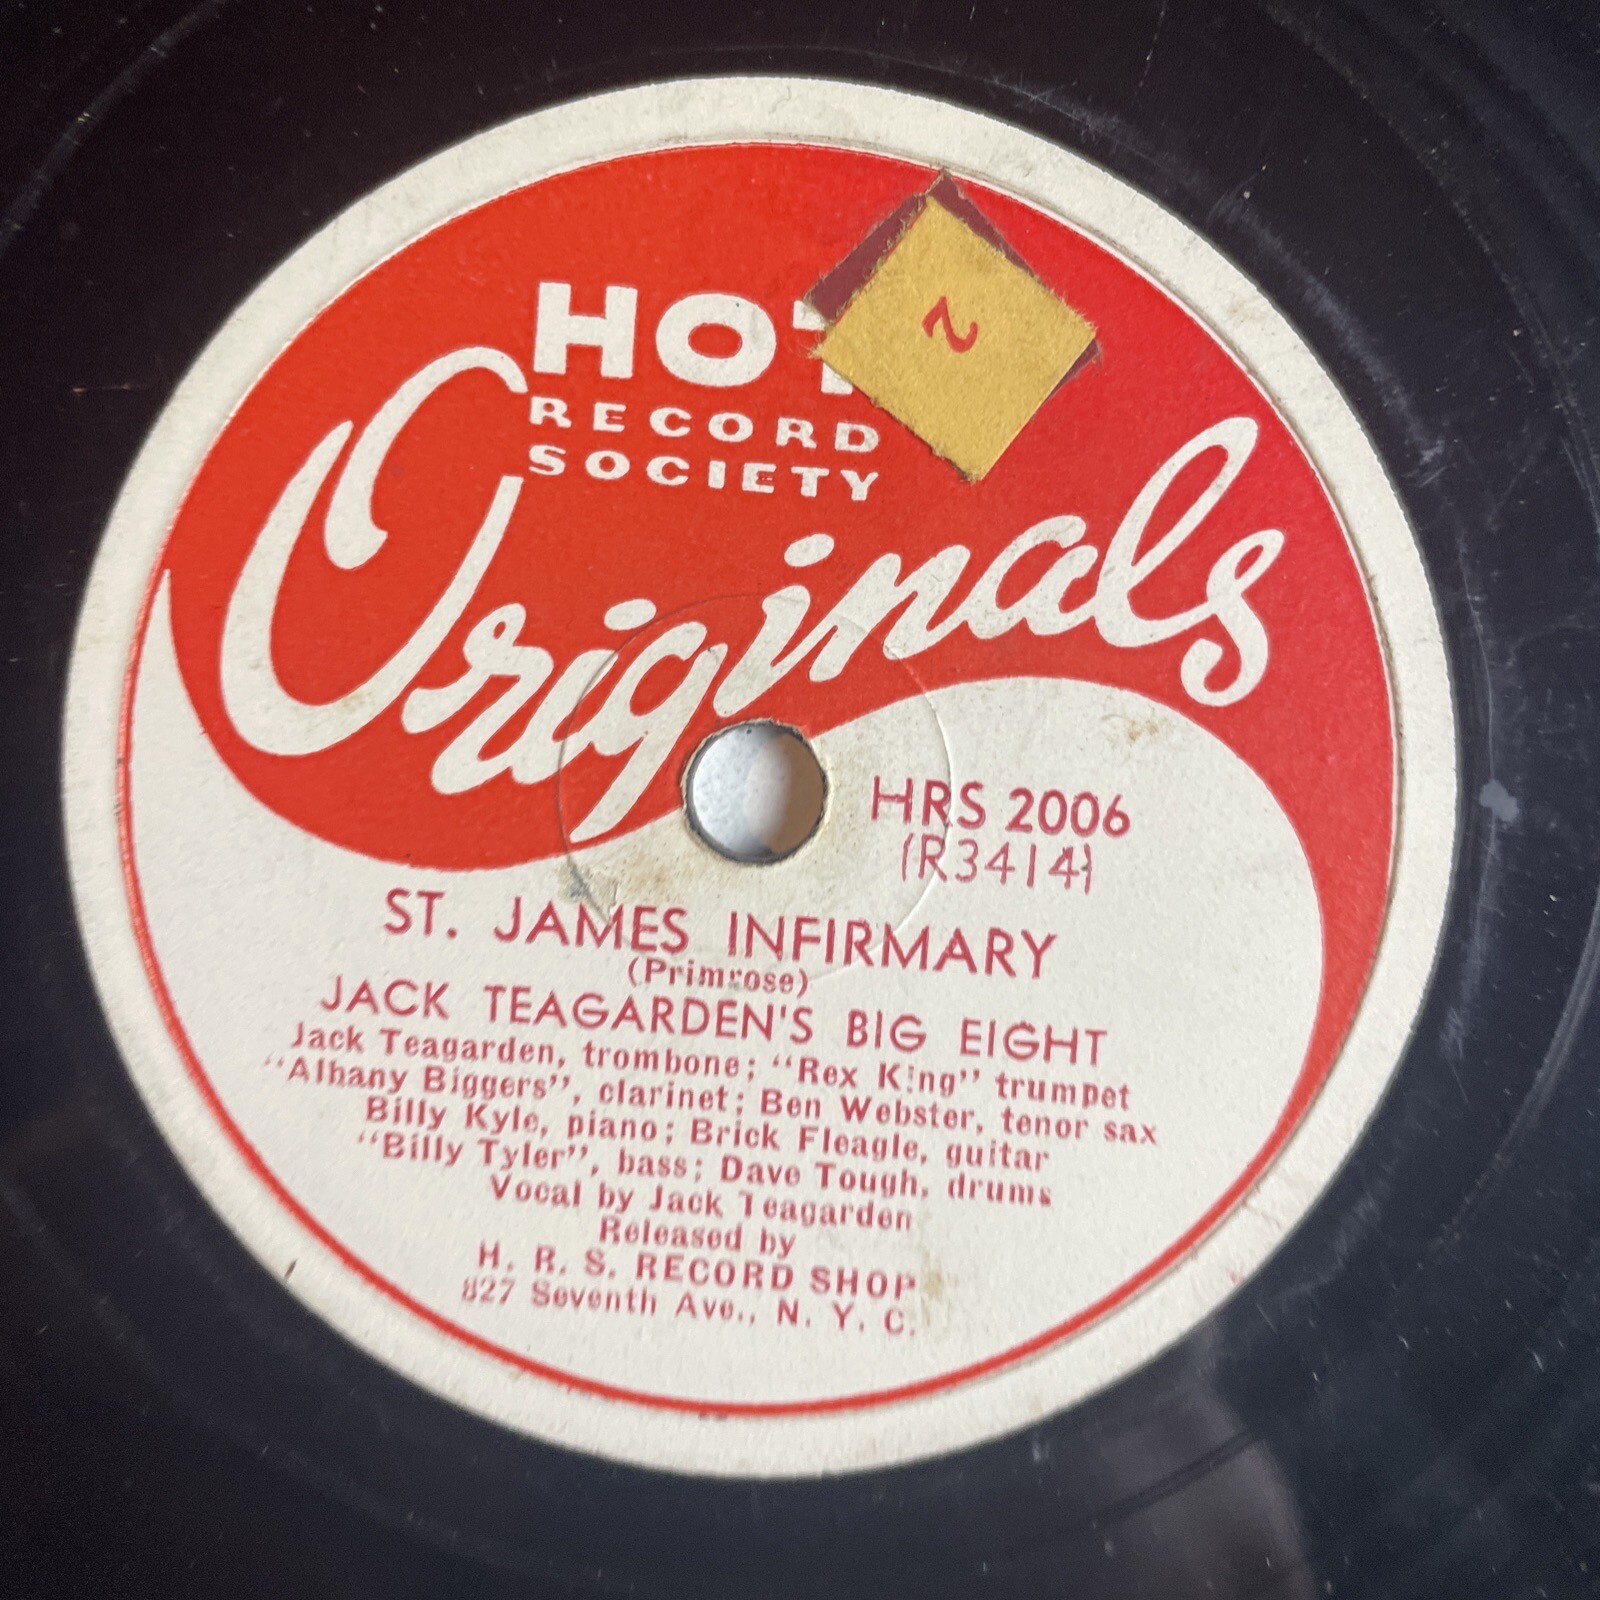 HOT
RECORD
SOCIETY
Originals
2
HRS 2006
(R3414)
ST. JAMES INFIRMARY
(Primrose)
JACK TEAGARDEN'S BIG EIGHT
Jack Teagarden, trombone; "Rex King" trumpet
"Albany Biggers", clarinet; Ben Webster, tenor sax
Billy Kyle, piano; Brick Fleagle, guitar
"Billy Tyler", bass; Dave Tough, drums
Vocal by Jack Teagarden
Released by
H. R. S. RECORD SHOP
827 Seventh Ave., N. Y. C.